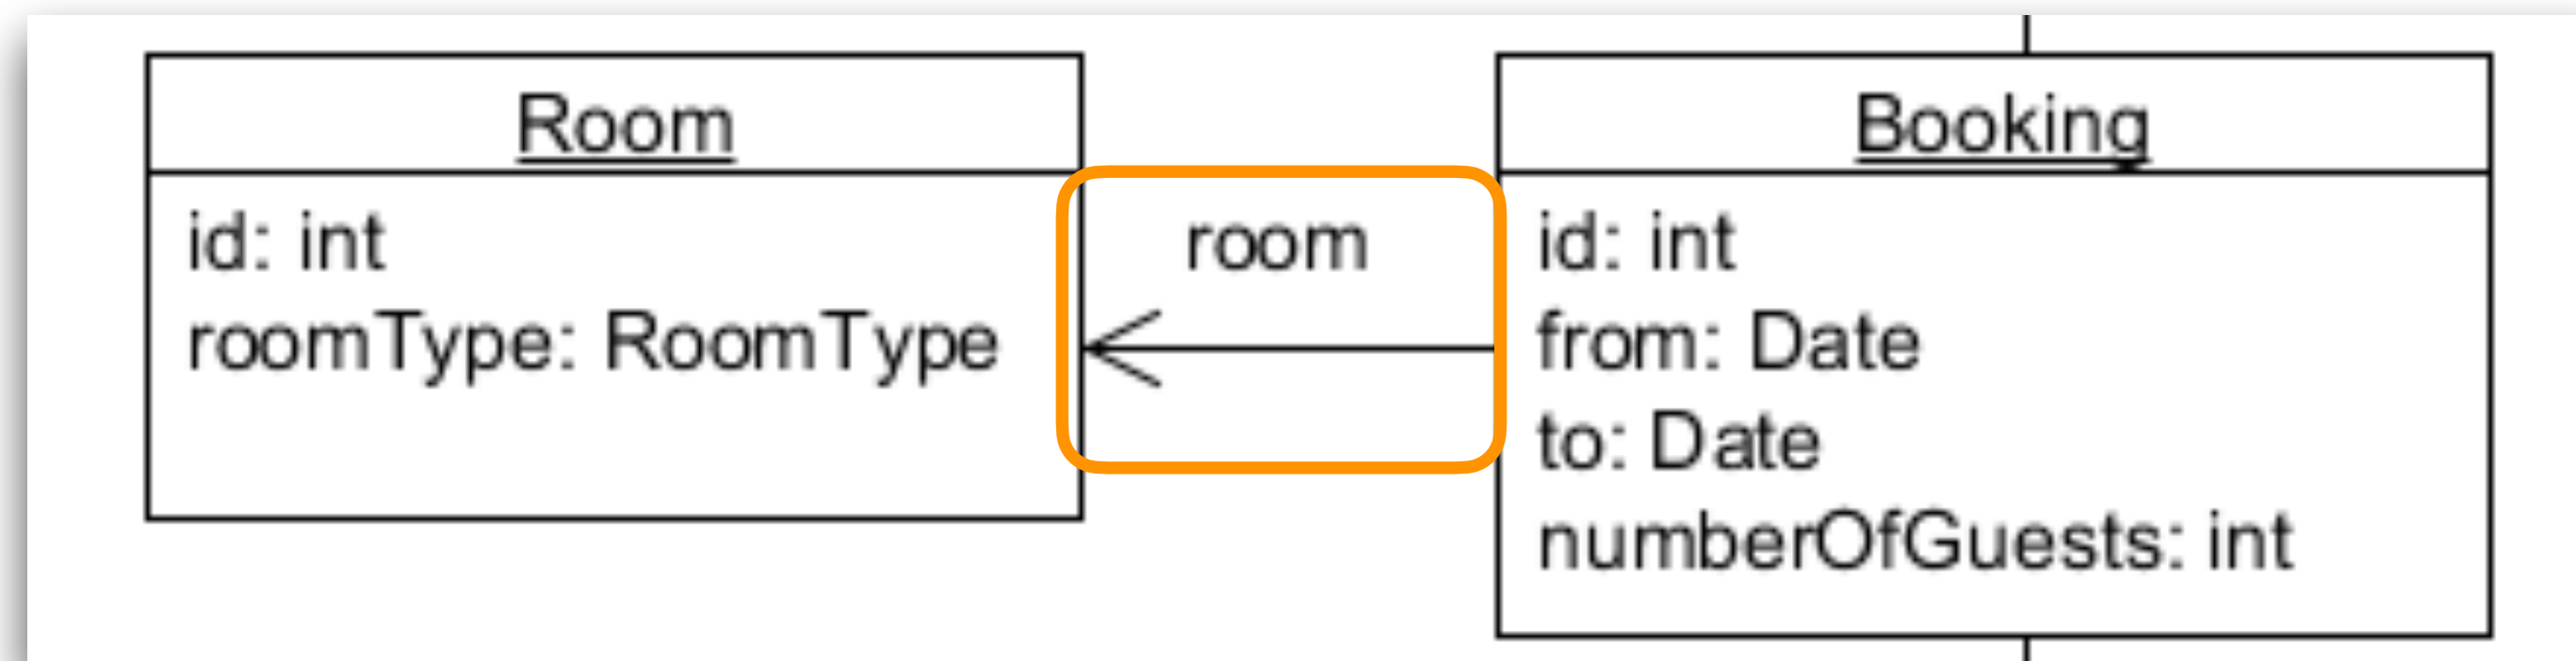 Room
id: int
roomType: RoomType
room
Booking
id: int
from: Date
to: Date
numberOfGuests: int